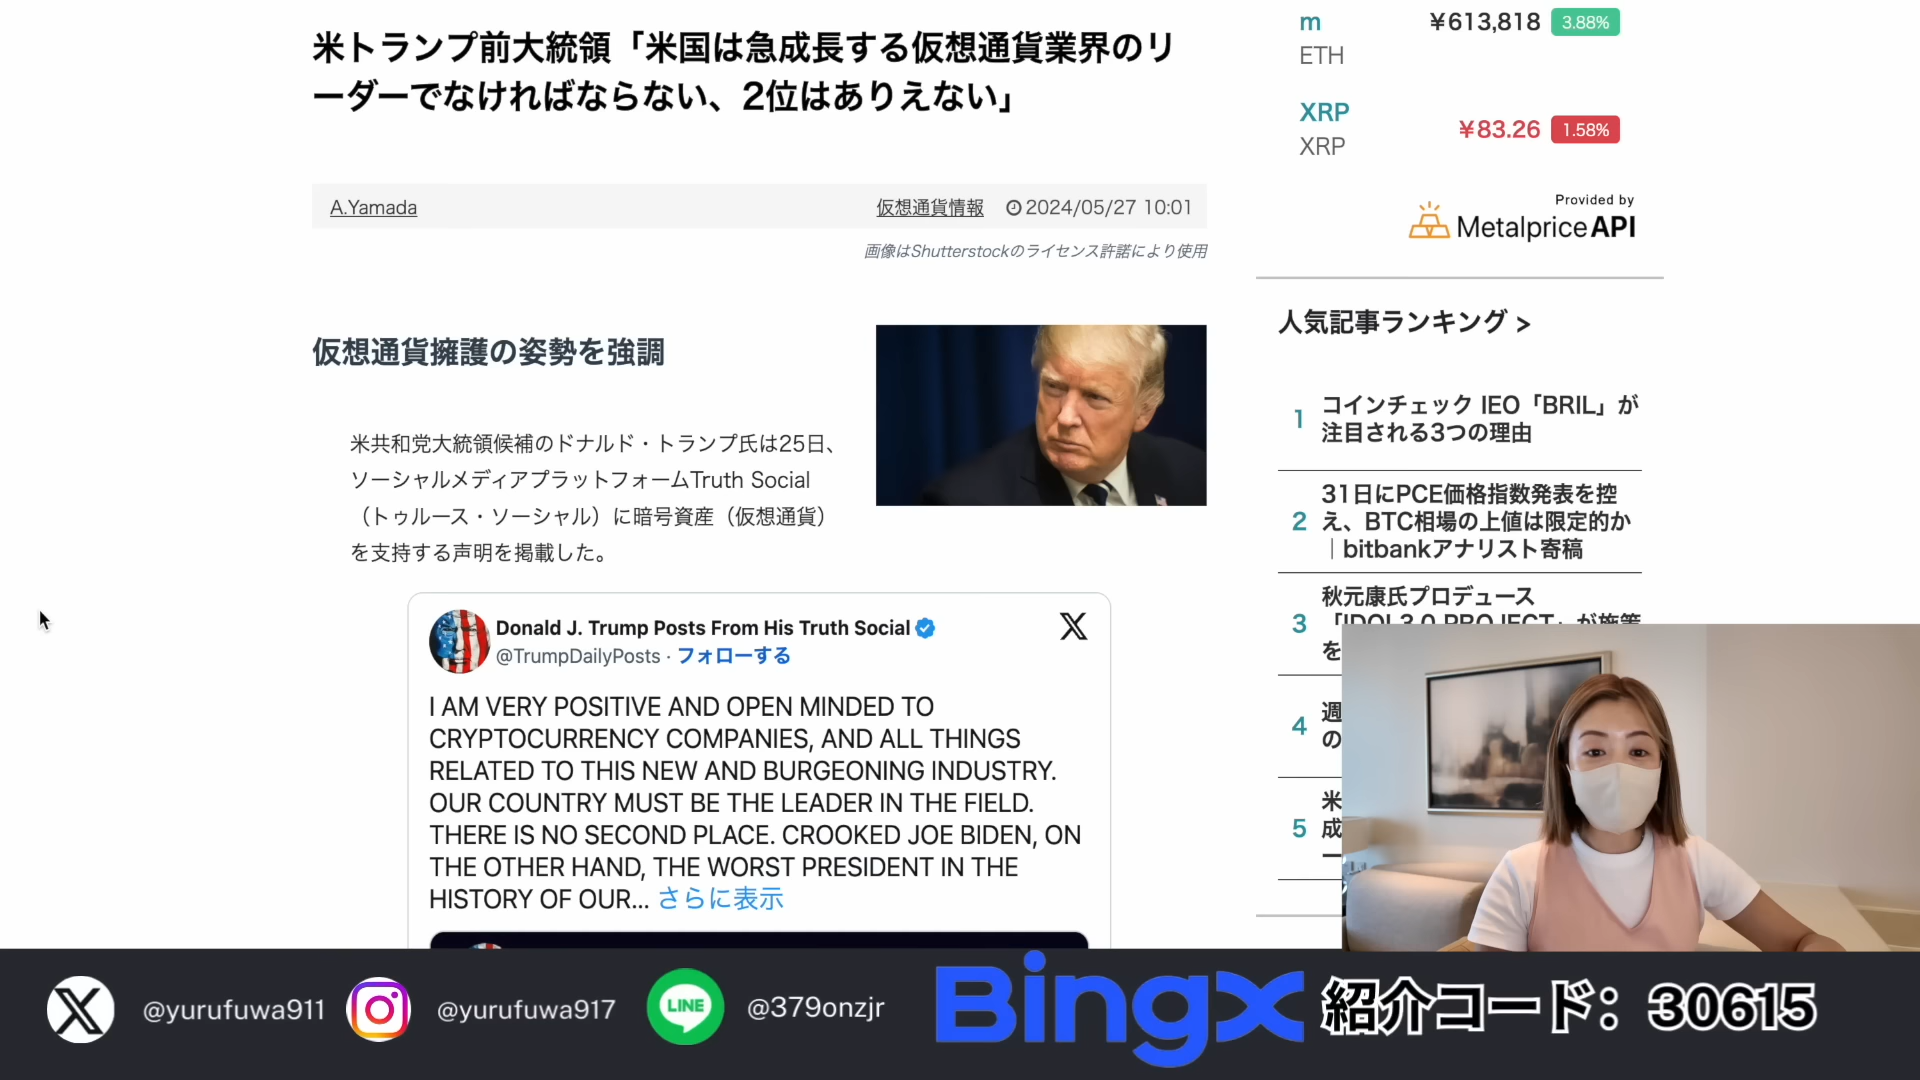 米トランプ前大統領「米国は急成長する仮想通貨業界のリ
ーダーでなければならない、2位はありえない」
A.Yamada
仮想通貨情報
2024/05/27 10:01
画像はShutterstockのライセンス許諾により使用
仮想通貨擁護の姿勢を強調
米共和党大統領候補のドナルド・トランプ氏は25日、
ソーシャルメディアプラットフォームTruth Social
（トゥルース・ソーシャル）に暗号資産（仮想通貨）
を支持する声明を掲載した。
Donald J. Trump Posts From His Truth Social
@TrumpDailyPosts · フォローする
I AM VERY POSITIVE AND OPEN MINDED TO
CRYPTOCURRENCY COMPANIES, AND ALL THINGS
RELATED TO THIS NEW AND BURGEONING INDUSTRY.
OUR COUNTRY MUST BE THE LEADER IN THE FIELD.
THERE IS NO SECOND PLACE. CROOKED JOE BIDEN, ON
THE OTHER HAND, THE WORST PRESIDENT IN THE
HISTORY OF OUR... さらに表示
m ¥613,818 3.88%
ETH
XRP ¥83.26 1.58%
XRP
Provided by
MetalpriceAPI
人気記事ランキング >
1 コインチェック IEO「BRIL」が
注目される3つの理由
2 31日にPCE価格指数発表を控
え、BTC相場の上値は限定的か
｜bitbankアナリスト寄稿
3 秋元康氏プロデュース
「IDOL3.0 PROJECT」が施策
を
4 週
の
5 米
成
ー
@yurufuwa911
@yurufuwa917
LINE
@379onzjr
BingX 紹介コード：30615